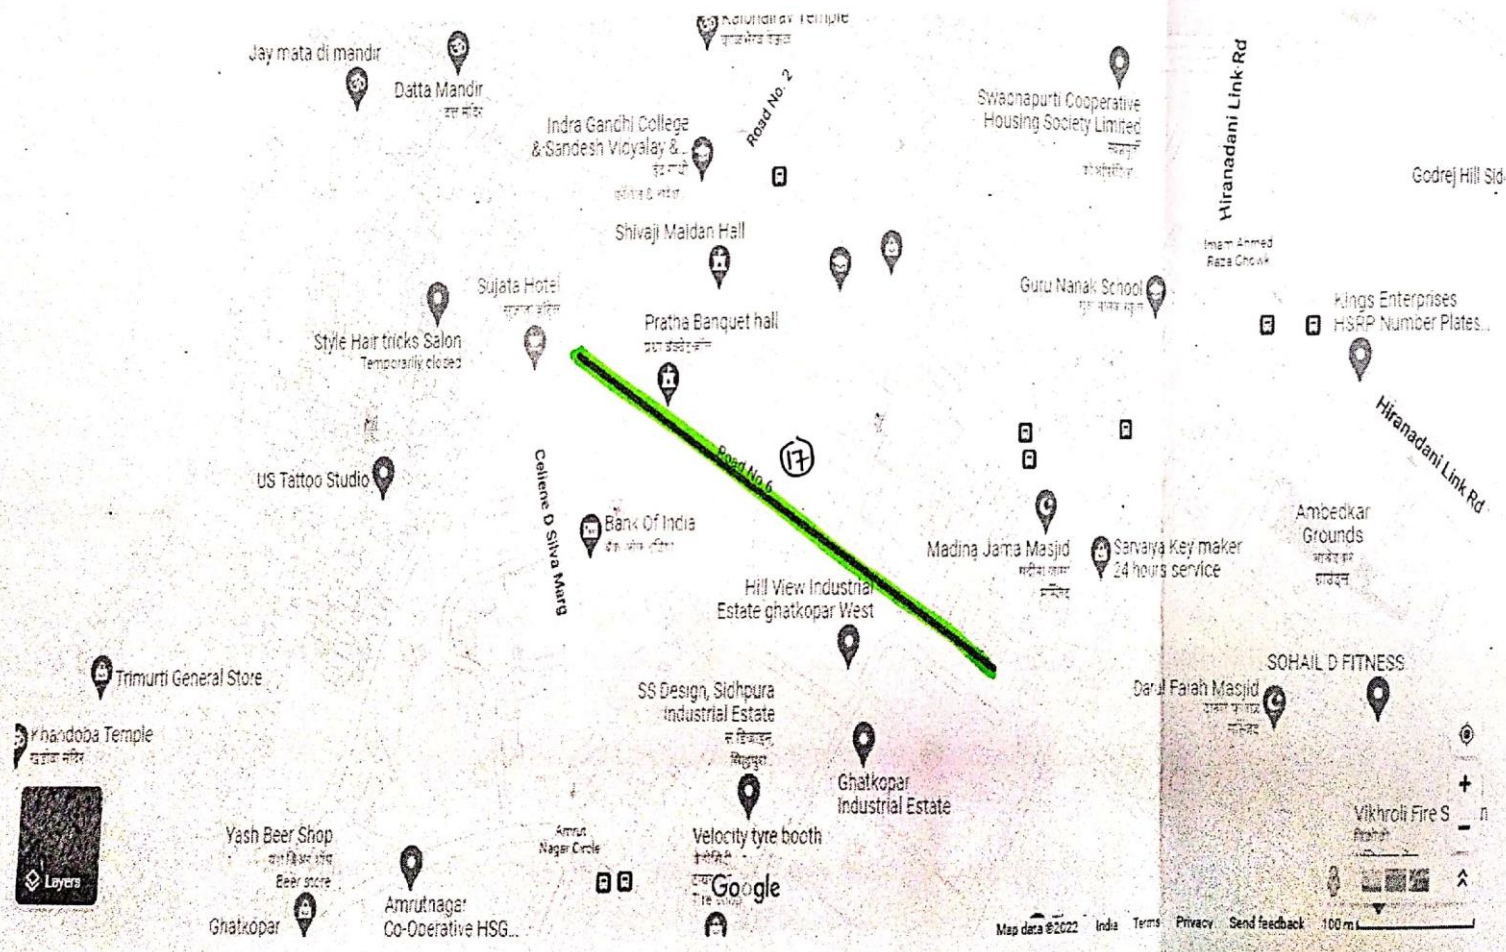 Kalbhairav Temple
Jay mata di mandir
Datta Mandir
दत्त मंदिर
Road No. 2
Indra Gandhi College
& Sandesh Vidyalay &...
Swapnapurti Cooperative
Housing Society Limited
Hiranadani Link Rd
Godrej Hill Sid
Shivaji Maidan Hall
Imam Ahmed
Raza Chowk
Sujata Hotel
Guru Nanak School
Kings Enterprises
HSRP Number Plates...
Style Hair tricks Salon
Temporarily closed
Pratha Banquet hall
Hiranadani Link Rd
17
Road No 6
US Tattoo Studio
Celiene D Silva Marg
Bank Of India
Madina Jama Masjid
Sarvaiya Key maker
24 hours service
Ambedkar
Grounds
Hill View Industrial
Estate ghatkopar West
Trimurti General Store
SS Design, Sidhpura
Industrial Estate
SOHAIL D FITNESS
Darul Falah Masjid
Khandoba Temple
खंडोबा मंदिर
Ghatkopar
Industrial Estate
Vikhroli Fire S n
Yash Beer Shop
Beer store
Amrut
Nagar Circle
Velocity tyre booth
Layers
Ghatkopar
Amrutnagar
Co-Operative HSG...
Google
Map data ©2022 India Terms Privacy Send feedback 100 m